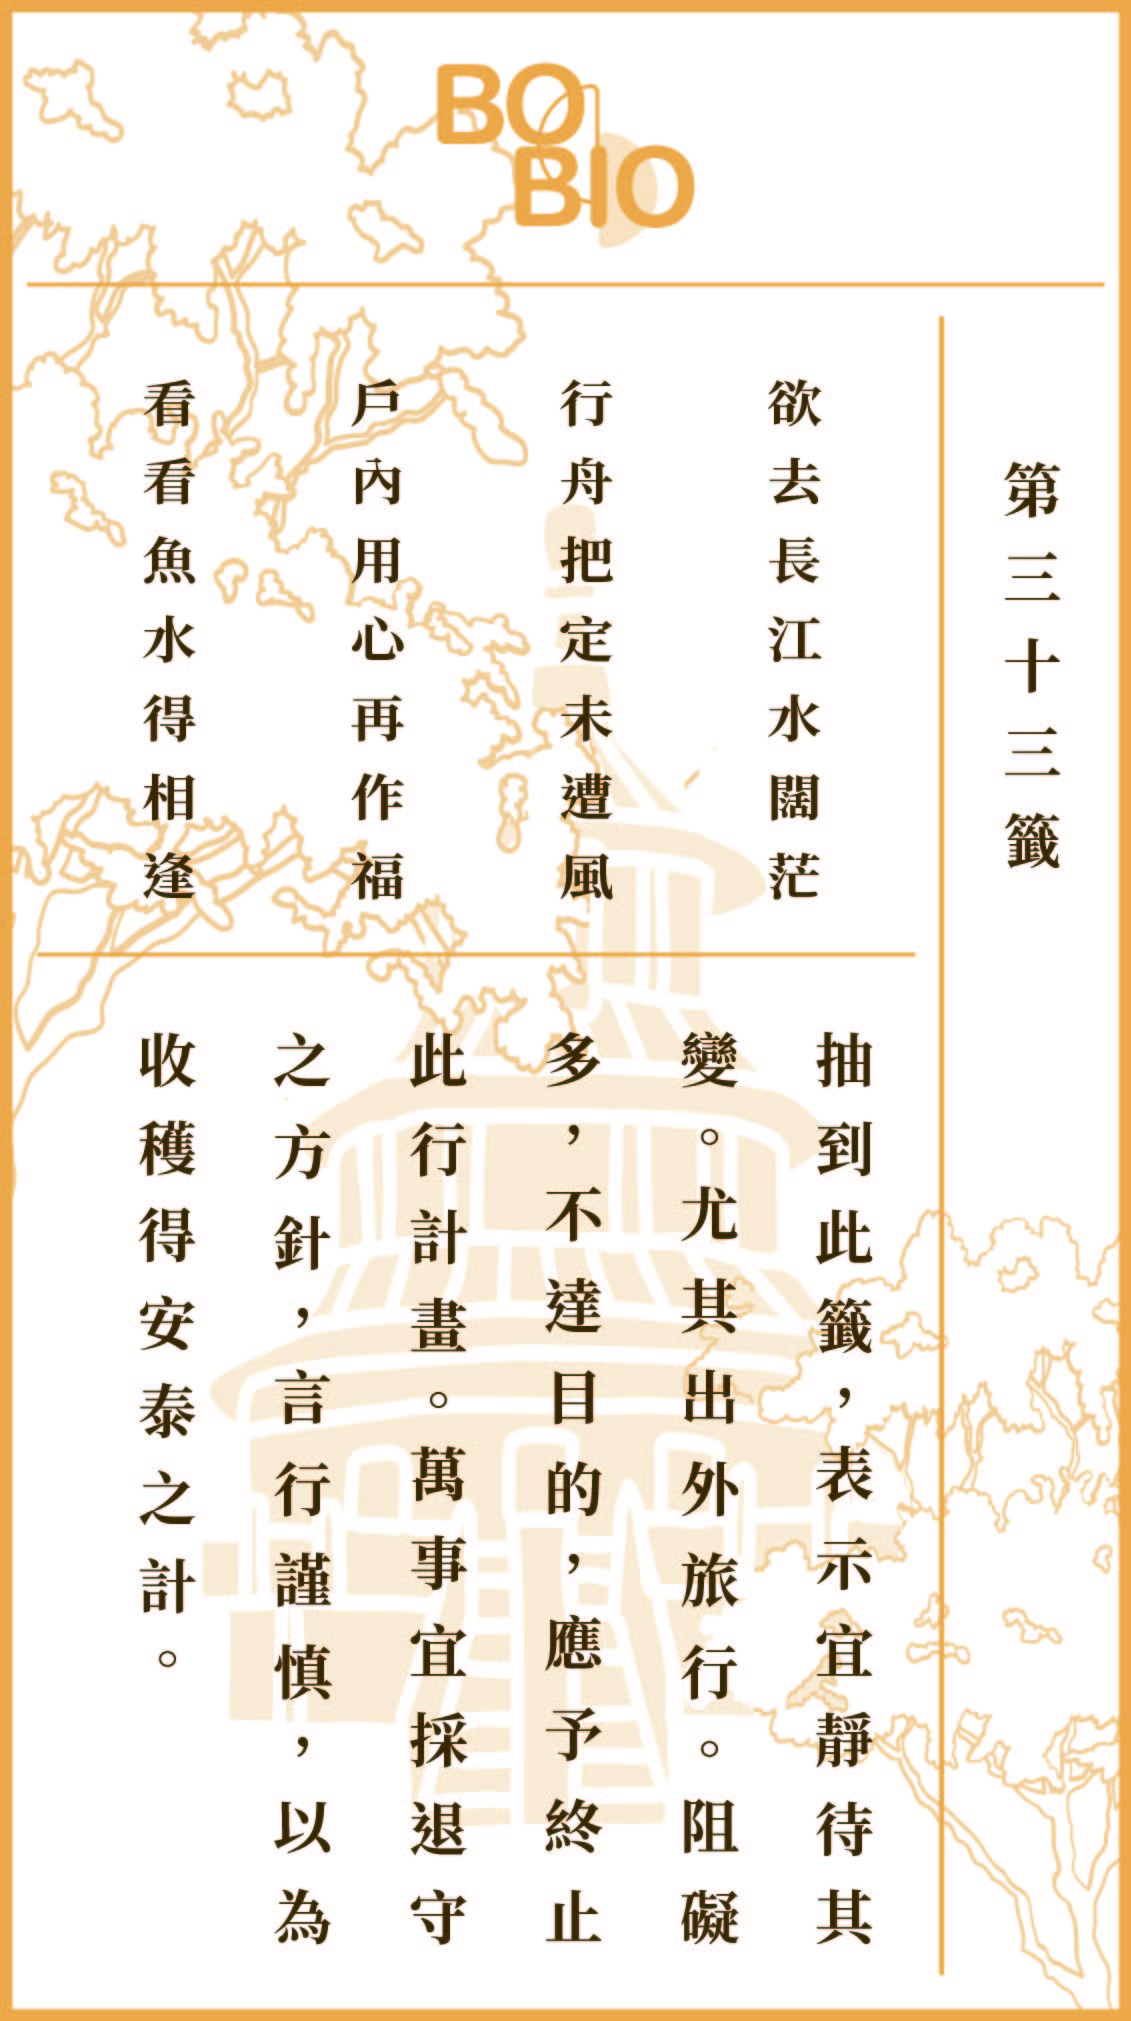 BO
BIO
第三十三籤
欲去長江水闊茫
行舟把定未遭風
戶內用心再作福
看看魚水得相逢
抽到此籤，表示宜靜待其
變。尤其出外旅行。阻礙
多，不達目的，應予終止
此行計畫。萬事宜採退守
之方針，言行謹慎，以為
收穫得安泰之計。